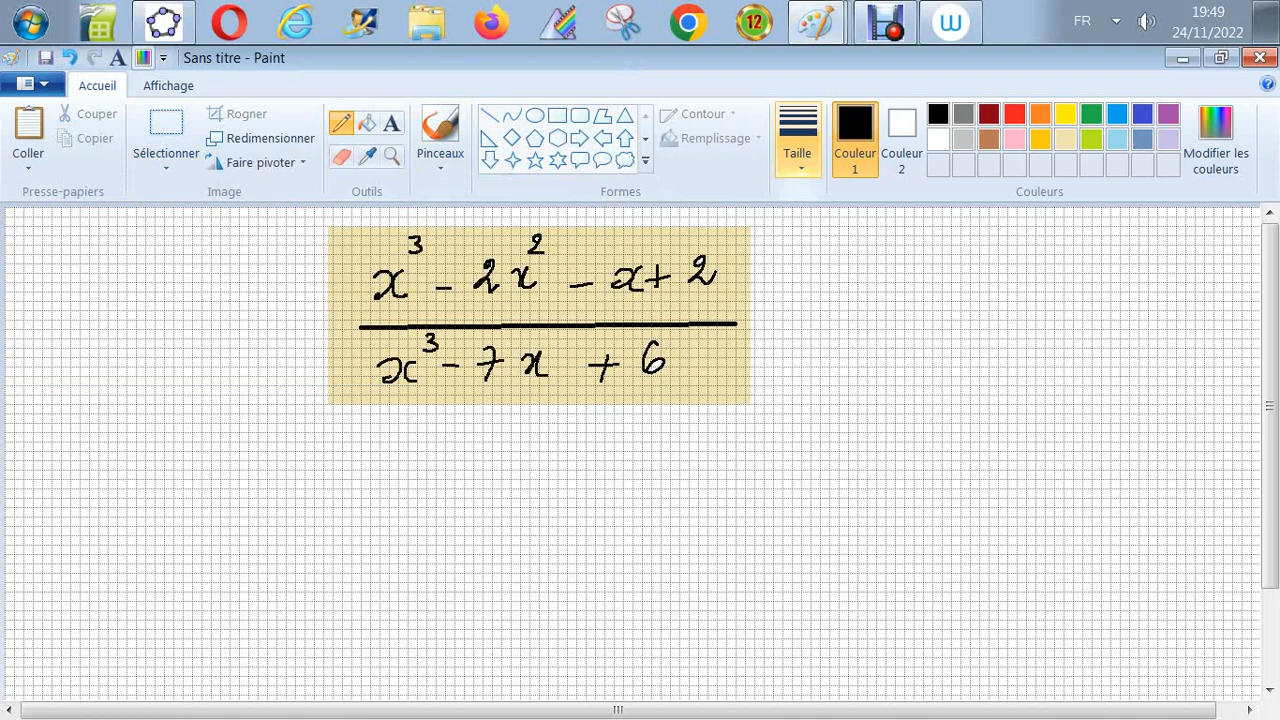 12
W
FR
19:49
24/11/2022
Sans titre - Paint
Accueil
Affichage
Coller
Couper
Copier
Presse-papiers
Sélectionner
Rogner
Redimensionner
Faire pivoter
Image
A
Outils
Pinceaux
Contour
Remplissage
Formes
Taille
Couleur 1
Couleur 2
Modifier les couleurs
Couleurs
x³ - 2x² - x + 2
x³ - 7x + 6